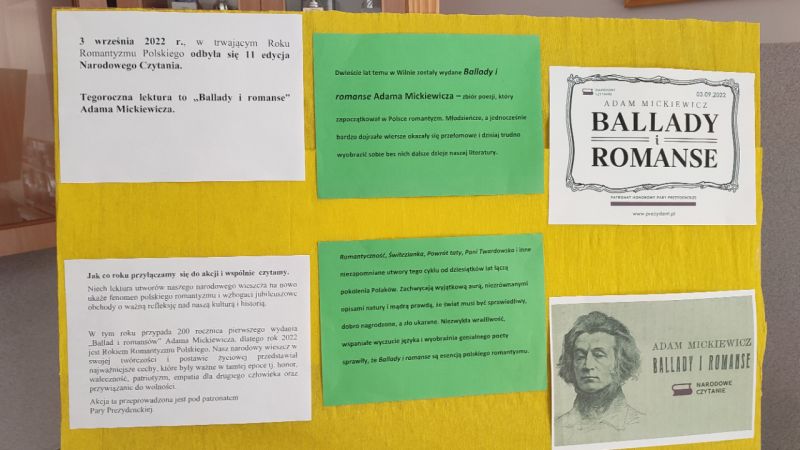 3 września 2022 r., w trwającym Roku
Romantyzmu Polskiego odbyła się 11 edycja
Narodowego Czytania.
Tegoroczna lektura to „Ballady i romanse"
Adama Mickiewicza.
Dwieście lat temu w Wilnie zostały wydane Ballady i
romanse Adama Mickiewicza – zbiór poezji, który
zapoczątkował w Polsce romantyzm. Młodzieńcze, a jednocześnie
bardzo dojrzałe wiersze okazały się przełomowe i dzisiaj trudno
wyobrazić sobie bez nich dalsze dzieje naszej literatury.
NARODOWE
CZYTANIE
03.09.2022
ADAM MICKIEWICZ
BALLADY
i
ROMANSE
PATRONAT HONOROWY PARY PREZYDENCKIEJ
www.prezydent.pl
Jak co roku przyłączamy się do akcji i wspólnie czytamy.
Niech lektura utworów naszego narodowego wieszcza na nowo
ukaże fenomen polskiego romantyzmu i wzbogaci jubileuszowe
obchody o ważną refleksję nad naszą kulturą i historią.
W tym roku przypada 200 rocznica pierwszego wydania
„Ballad i romansów" Adama Mickiewicza, dlatego rok 2022
jest Rokiem Romantyzmu Polskiego. Nasz narodowy wieszcz w
swojej twórczości i postawie życiowej przedstawiał
najważniejsze cechy, które były ważne w tamtej epoce tj. honor,
waleczność, patriotyzm, empatia dla drugiego człowieka oraz
przywiązanie do wolności.
Akcja ta przeprowadzona jest pod patronatem
Pary Prezydenckiej.
Romantyczność, Świtezianka, Powrót taty, Pani Twardowska i inne
niezapomniane utwory tego cyklu od dziesiątków lat łączą
pokolenia Polaków. Zachwycają wyjątkową aurą, niezrównanymi
opisami natury i mądrą prawdą, że świat musi być sprawiedliwy,
dobro nagrodzone, a zło ukarane. Niezwykła wrażliwość,
wspaniałe wyczucie języka i wyobraźnia genialnego poety
sprawiły, że Ballady i romanse są esencją polskiego romantyzmu.
ADAM MICKIEWICZ
BALLADY I ROMANSE
NARODOWE
CZYTANIE